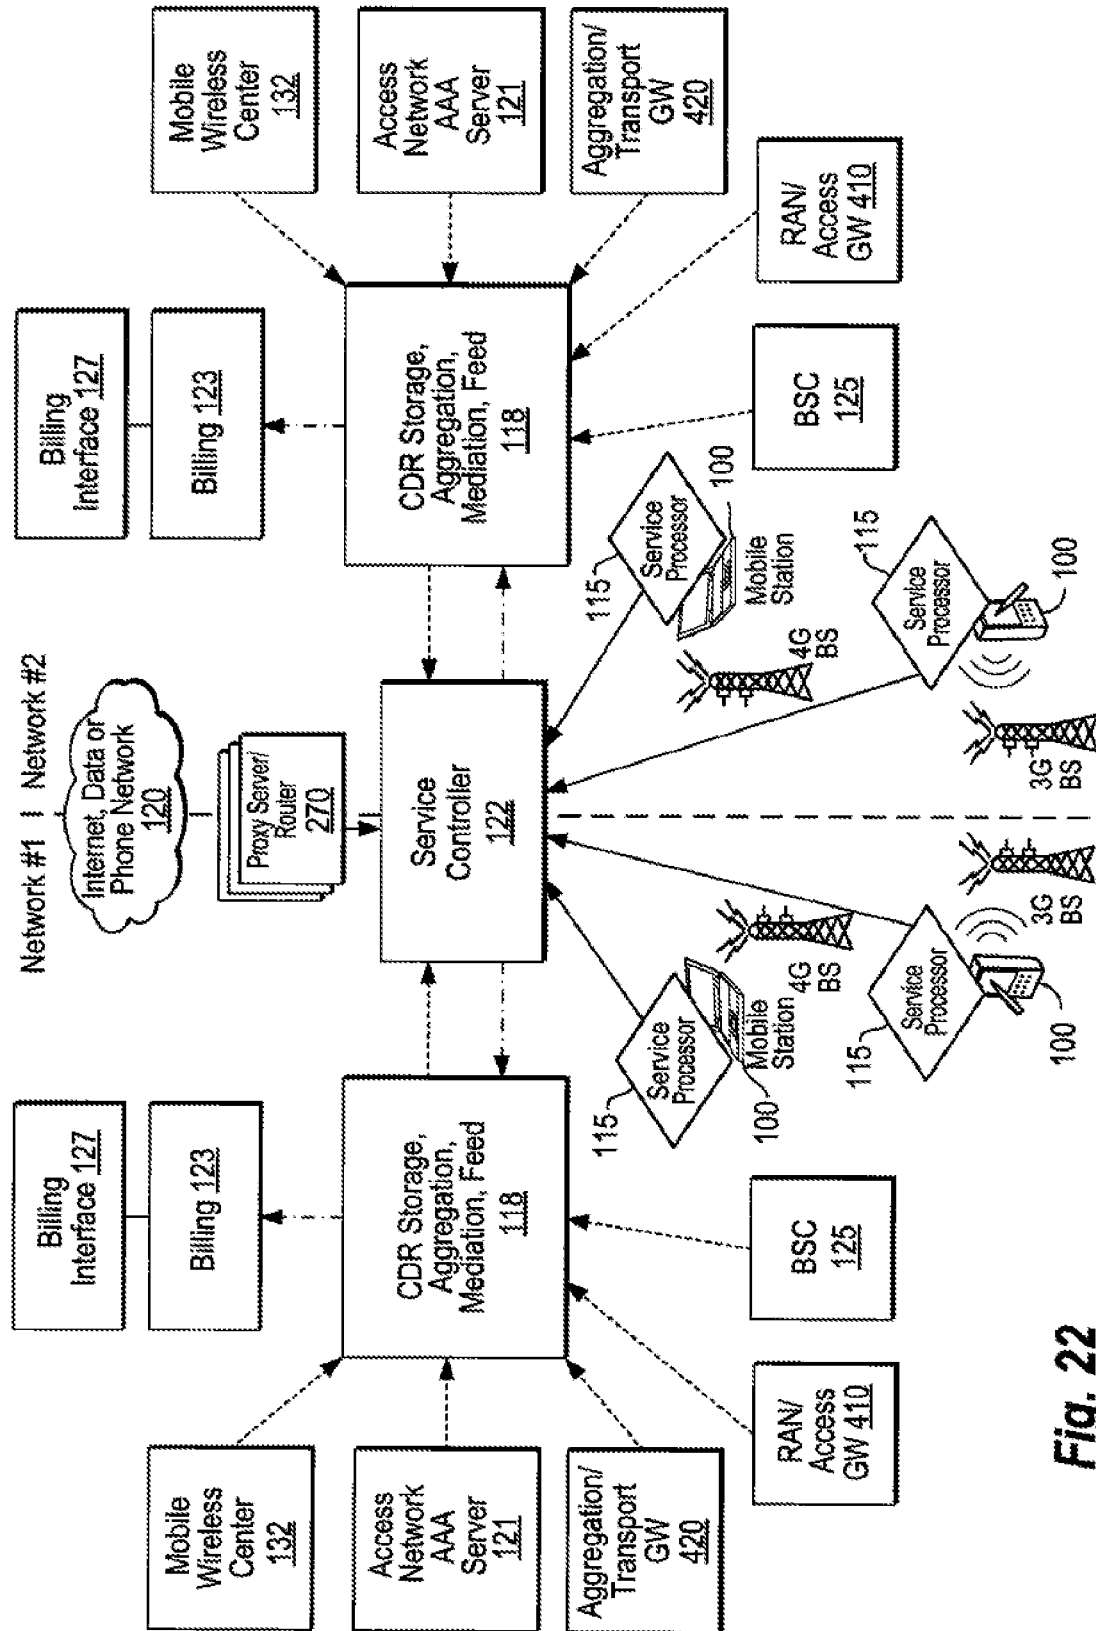 Network #1
Network #2
Internet, Data or
Phone Network
120
Proxy Server/
Router
270
Service
Controller
122
Billing
Interface 127
Billing 123
CDR Storage,
Aggregation,
Mediation, Feed
118
Mobile
Wireless
Center
132
Access
Network
AAA
Server
121
Aggregation/
Transport
GW
420
RAN/
Access
GW 410
BSC
125
115
Service
Processor
100
Mobile
Station
4G
BS
115
Service
Processor
100
3G
BS
Billing
Interface 127
Billing 123
CDR Storage,
Aggregation,
Mediation, Feed
118
Mobile
Wireless
Center
132
Access
Network
AAA
Server
121
Aggregation/
Transport
GW
420
RAN/
Access
GW 410
BSC
125
115
Service
Processor
100
Mobile
Station
4G
BS
115
Service
Processor
100
3G
BS
Fig. 22